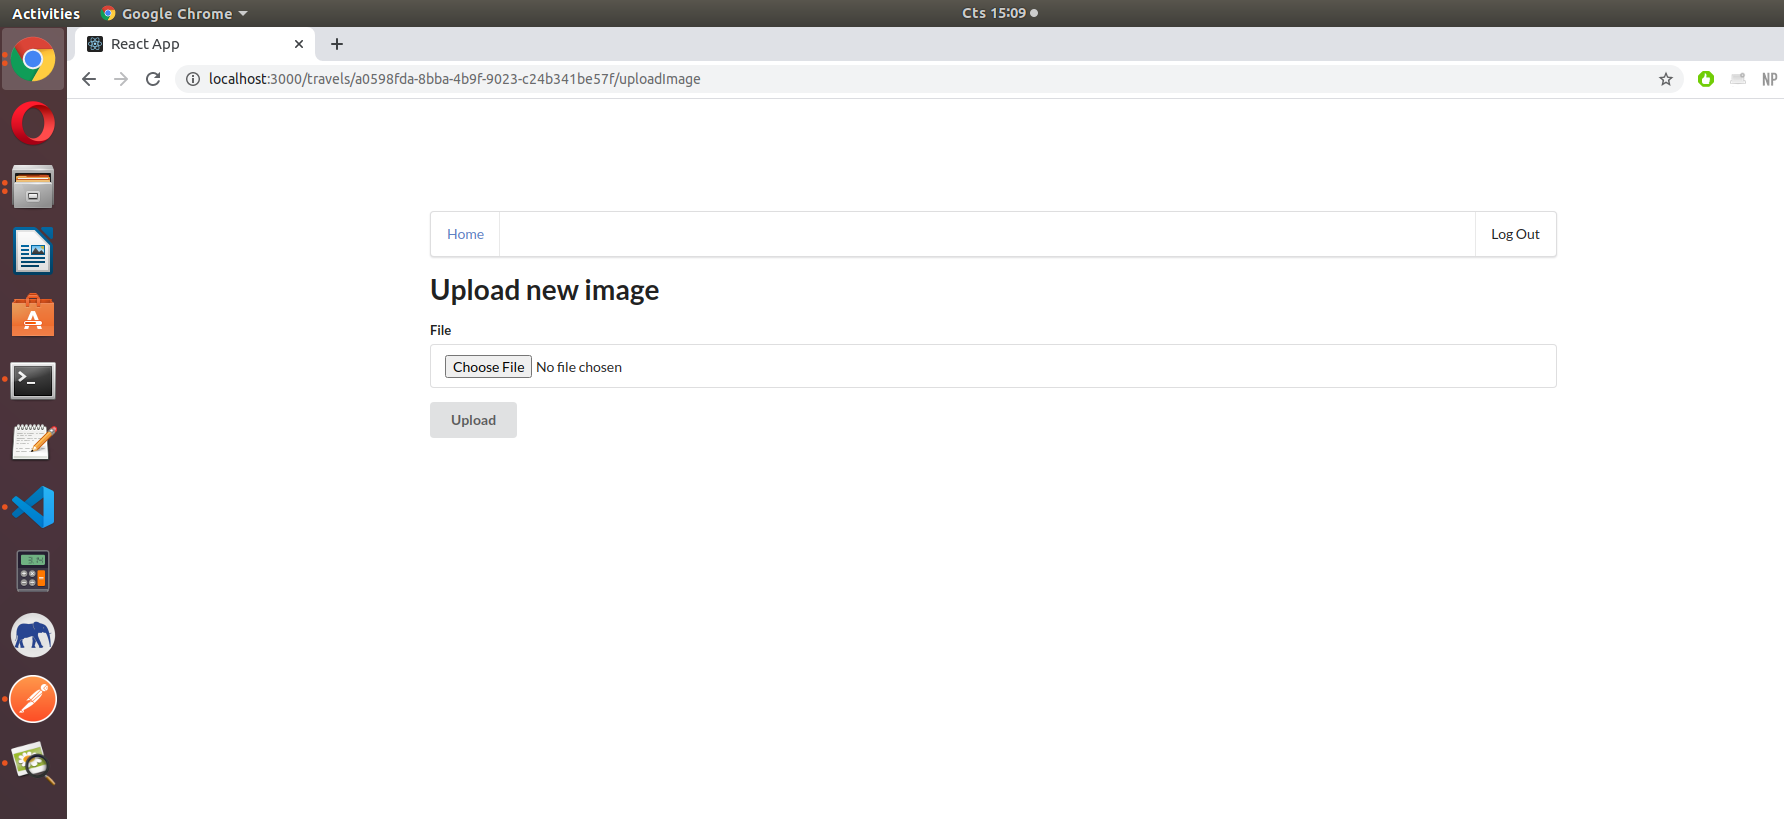 Activities Google Chrome Cts 15:09
React App
localhost:3000/travels/a0598fda-8bba-4b9f-9023-c24b341be57f/uploadImage NP
Home Log Out
Upload new image
File
Choose File No file chosen
Upload